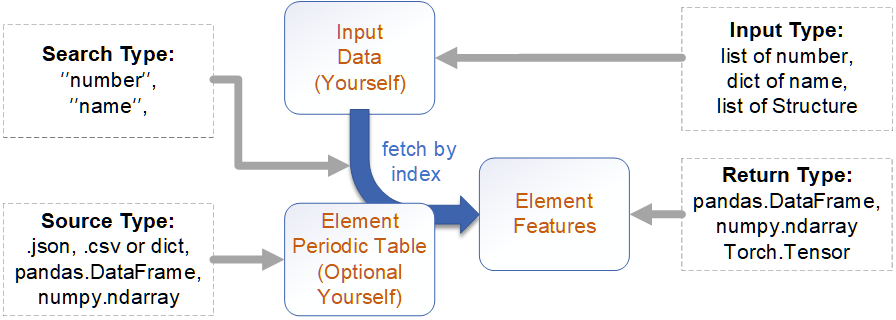 Search Type:
"number",
"name",
Input
Data
(Yourself)
Input Type:
list of number,
dict of name,
list of Structure
fetch by
index
Source Type:
.json, .csv or dict,
pandas.DataFrame,
numpy.ndarray
Element
Periodic Table
(Optional
Yourself)
Element
Features
Return Type:
pandas.DataFrame,
numpy.ndarray
Torch.Tensor